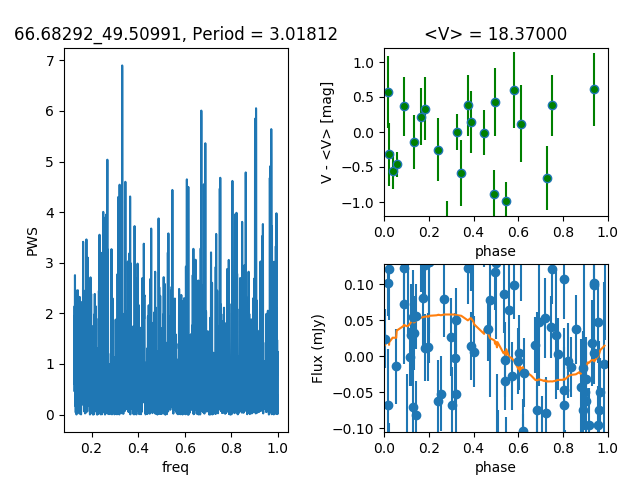 66.68292_49.50991, Period = 3.01812
<V> = 18.37000
7
6
5
4
3
2
1
0
PWS
0.2 0.4 0.6 0.8 1.0
freq
1.0
0.5
0.0
−0.5
−1.0
V - <V> [mag]
0.0 0.2 0.4 0.6 0.8 1.0
phase
0.10
0.05
0.00
−0.05
−0.10
Flux (mJy)
0.0 0.2 0.4 0.6 0.8 1.0
phase